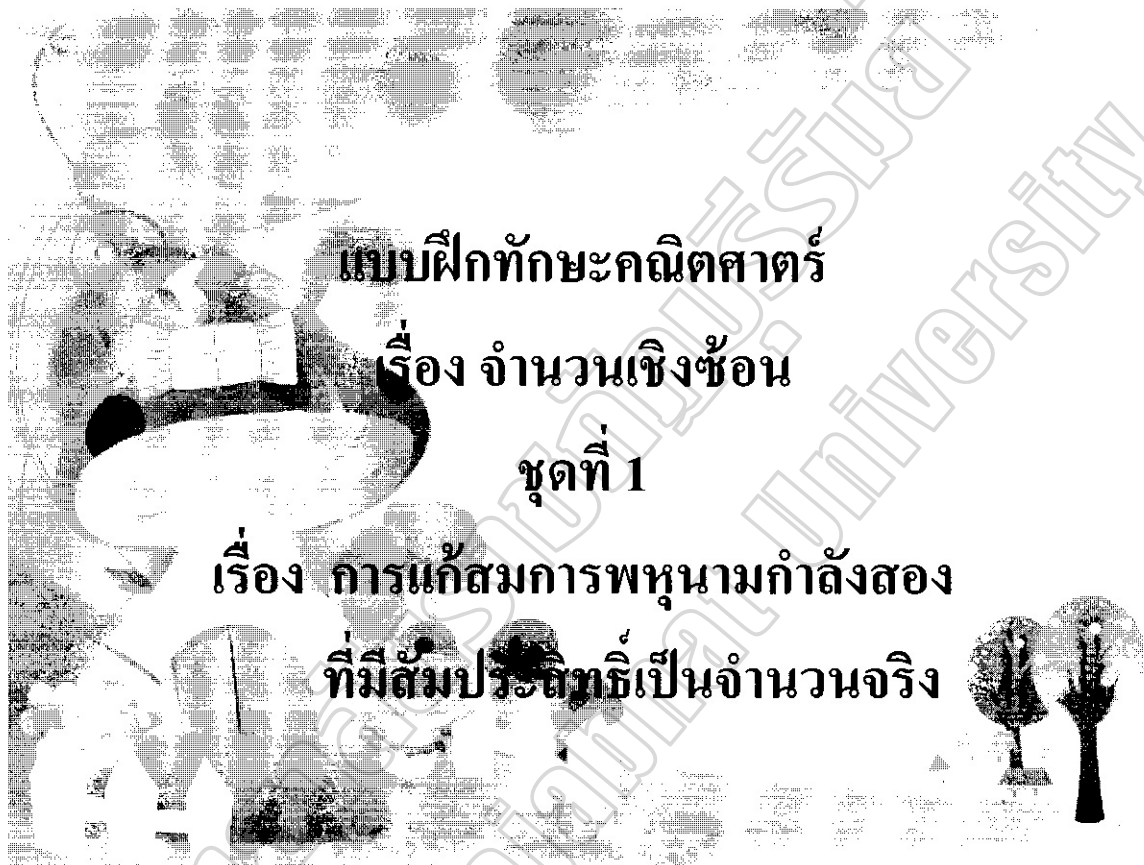 แบบฝึกทักษะคณิตศาตร์
เรื่อง จำนวนเชิงซ้อน
ชุดที่ 1
เรื่อง การแก้สมการพหุนามกำลังสอง
ที่มีสัมประสิทธิ์เป็นจำนวนจริง